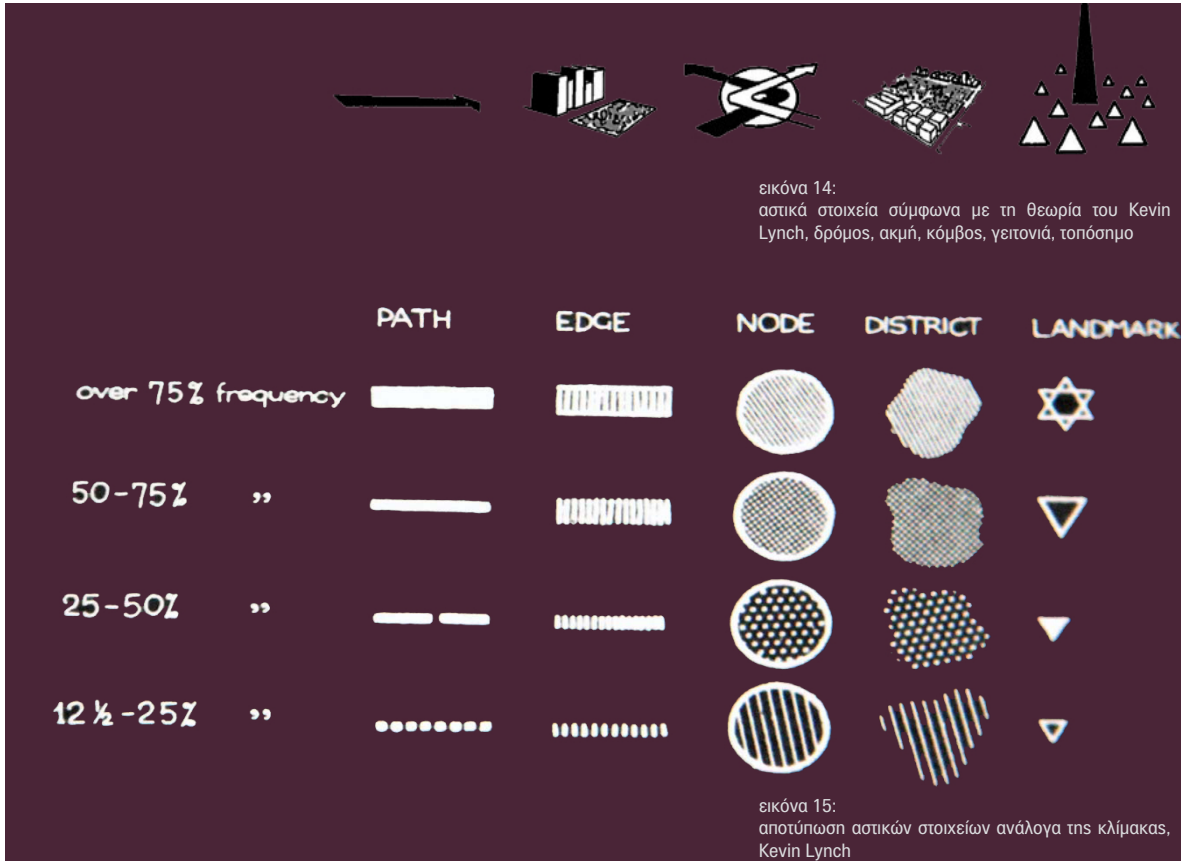 εικόνα 14:
αστικά στοιχεία σύμφωνα με τη θεωρία του Kevin
Lynch, δρόμος, ακμή, κόμβος, γειτονιά, τοπόσημο
PATH EDGE NODE DISTRICT LANDMARK
over 75% frequency
50-75% ”
25-50% ”
12 ½-25% ”
εικόνα 15:
αποτύπωση αστικών στοιχείων ανάλογα της κλίμακας,
Kevin Lynch